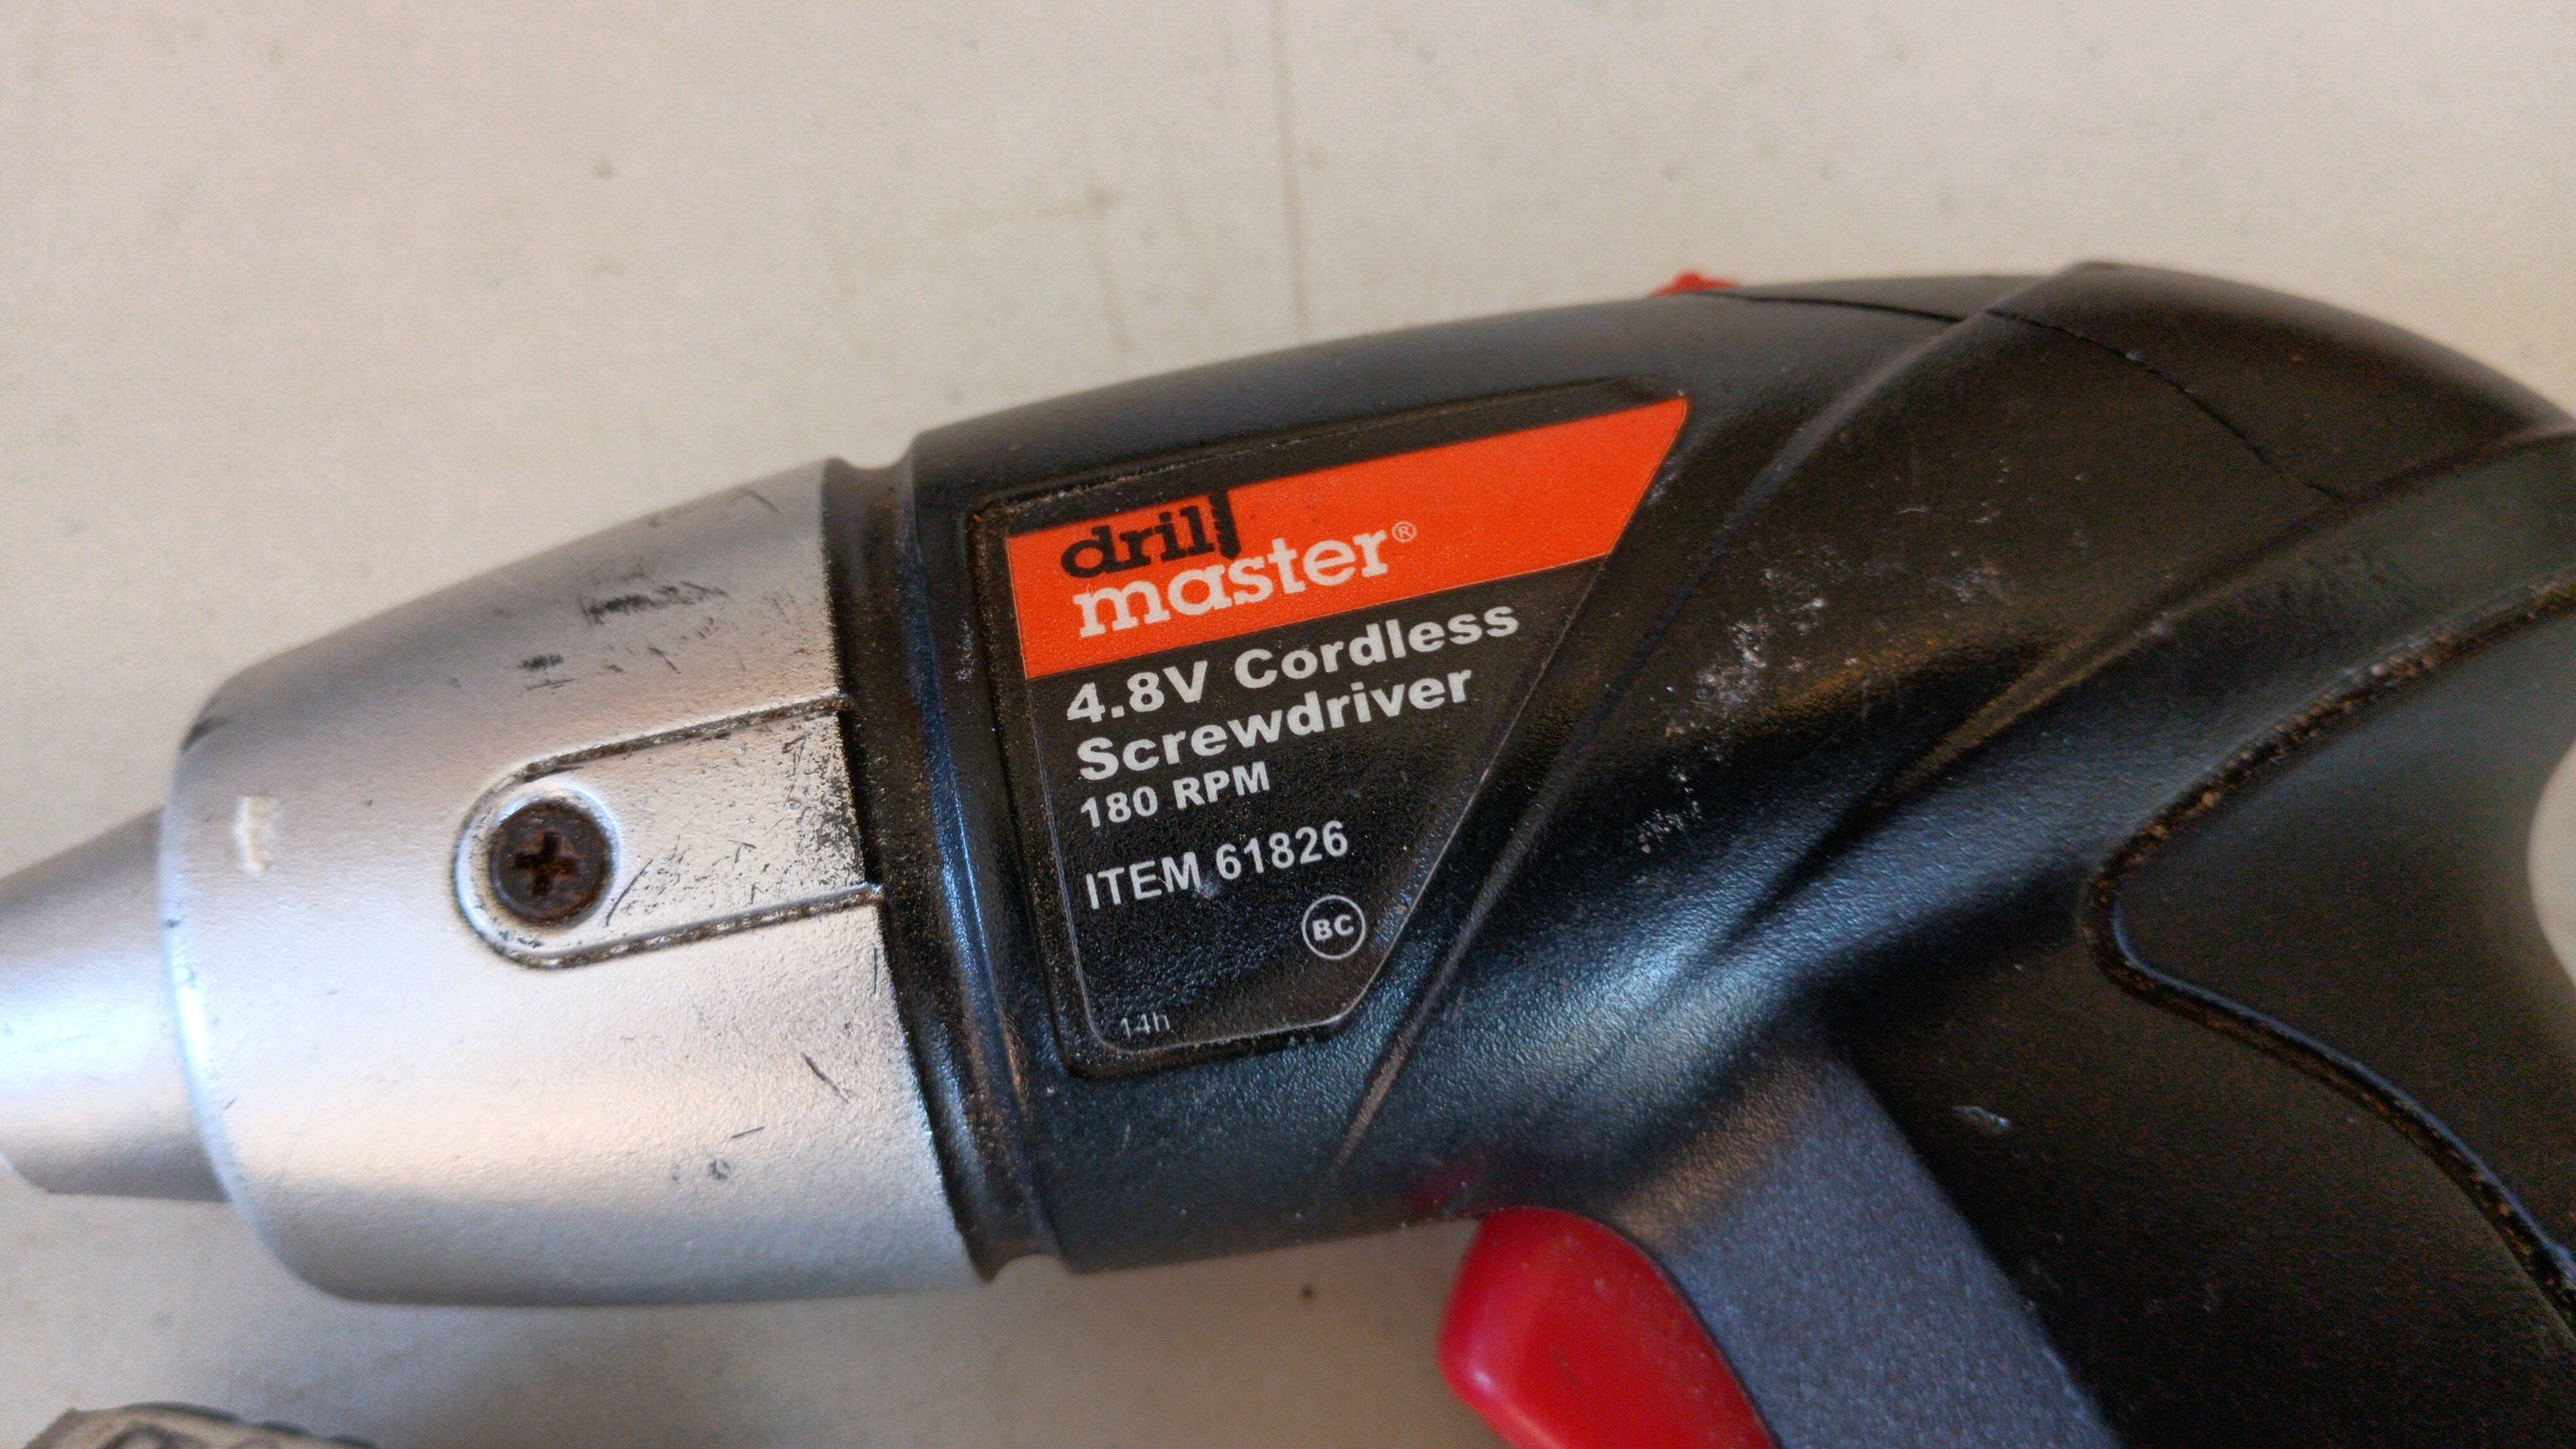 drill
master®
4.8V Cordless
Screwdriver
180 RPM
ITEM 61826
BC
14h